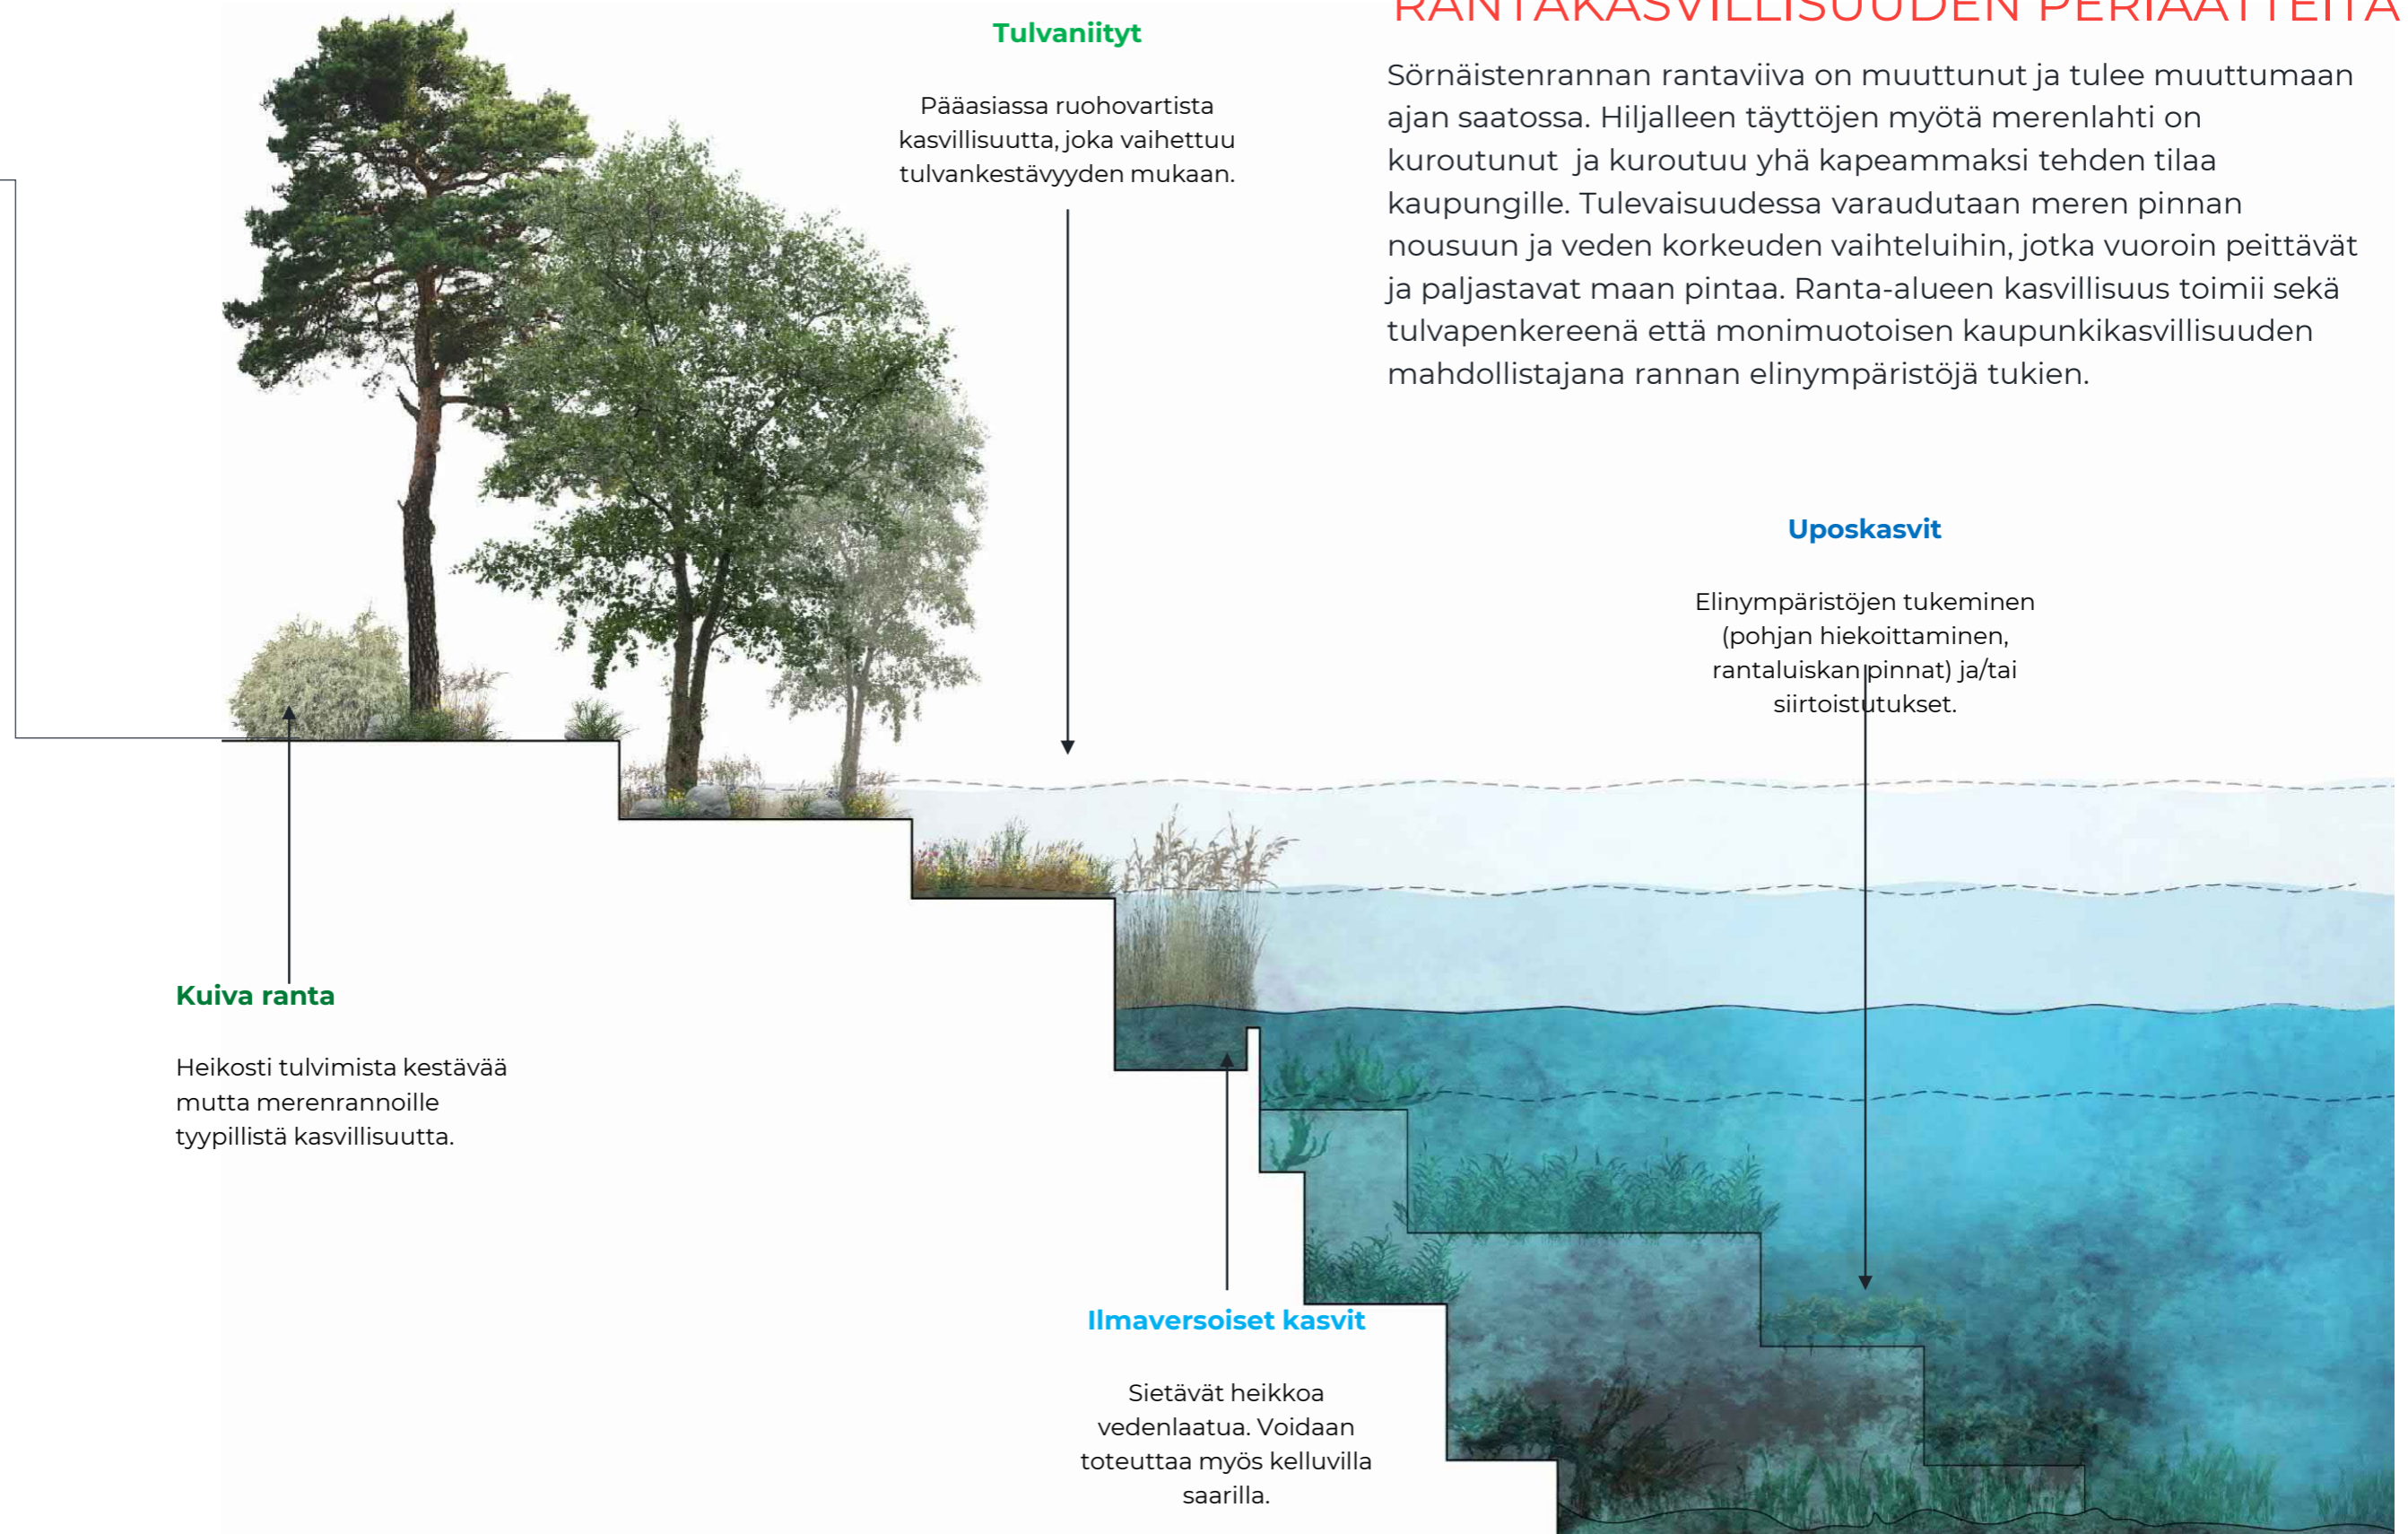 RANTAKASVILLISUUDEN PERIAATTEITA
Sörnäistenrannan rantaviiva on muuttunut ja tulee muuttumaan
ajan saatossa. Hiljalleen täyttöjen myötä merenlahti on
kuroutunut ja kuroutuu yhä kapeammaksi tehden tilaa
kaupungille. Tulevaisuudessa varaudutaan meren pinnan
nousuun ja veden korkeuden vaihteluihin, jotka vuoroin peittävät
ja paljastavat maan pintaa. Ranta-alueen kasvillisuus toimii sekä
tulvapenkereenä että monimuotoisen kaupunkikasvillisuuden
mahdollistajana rannan elinympäristöjä tukien.
Tulvaniityt
Pääasiassa ruohovartista
kasvillisuutta, joka vaihettuu
tulvankestävyyden mukaan.
Uposkasvit
Elinympäristöjen tukeminen
(pohjan hiekoittaminen,
rantaluiskan pinnat) ja/tai
siirtoistutukset.
Kuiva ranta
Heikosti tulvimista kestävää
mutta merenrannoille
tyypillistä kasvillisuutta.
Ilmaversoiset kasvit
Sietävät heikkoa
vedenlaatua. Voidaan
toteuttaa myös kelluvilla
saarilla.